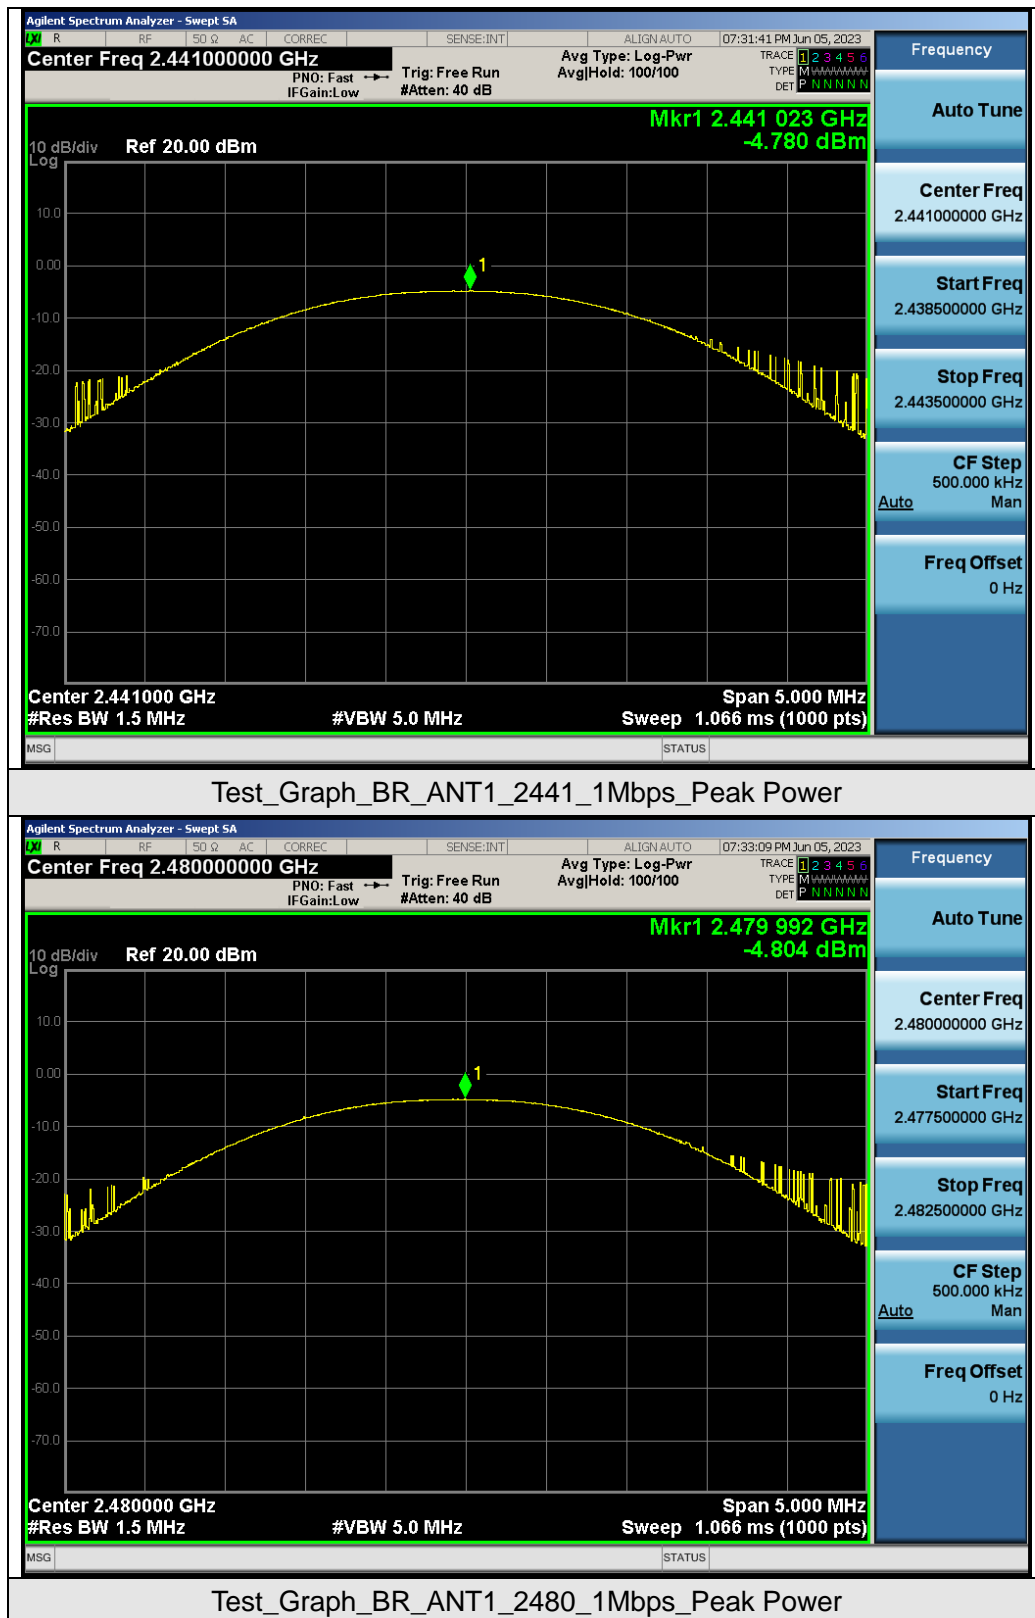 Agilent Spectrum Analyzer - Swept SA
LXI R RF 50 Ω AC CORREC SENSE:INT ALIGN AUTO 07:31:41 PM Jun 05, 2023
Center Freq 2.441000000 GHz
PNO: Fast
IFGain:Low
Trig: Free Run
#Atten: 40 dB
Avg Type: Log-Pwr
Avg|Hold: 100/100
TRACE 1 2 3 4 5 6
TYPE M WWWWW
DET P N N N N N
Mkr1 2.441 023 GHz
-4.780 dBm
10 dB/div Ref 20.00 dBm
Log
1
10.0
0.00
-10.0
-20.0
-30.0
-40.0
-50.0
-60.0
-70.0
Center 2.441000 GHz Span 5.000 MHz
#Res BW 1.5 MHz #VBW 5.0 MHz Sweep 1.066 ms (1000 pts)
MSG STATUS
Frequency
Auto Tune
Center Freq
2.441000000 GHz
Start Freq
2.438500000 GHz
Stop Freq
2.443500000 GHz
CF Step
500.000 kHz
Auto Man
Freq Offset
0 Hz
Test_Graph_BR_ANT1_2441_1Mbps_Peak Power
Agilent Spectrum Analyzer - Swept SA
LXI R RF 50 Ω AC CORREC SENSE:INT ALIGN AUTO 07:33:09 PM Jun 05, 2023
Center Freq 2.480000000 GHz
PNO: Fast
IFGain:Low
Trig: Free Run
#Atten: 40 dB
Avg Type: Log-Pwr
Avg|Hold: 100/100
TRACE 1 2 3 4 5 6
TYPE M WWWWW
DET P N N N N N
Mkr1 2.479 992 GHz
-4.804 dBm
10 dB/div Ref 20.00 dBm
Log
1
10.0
0.00
-10.0
-20.0
-30.0
-40.0
-50.0
-60.0
-70.0
Center 2.480000 GHz Span 5.000 MHz
#Res BW 1.5 MHz #VBW 5.0 MHz Sweep 1.066 ms (1000 pts)
MSG STATUS
Frequency
Auto Tune
Center Freq
2.480000000 GHz
Start Freq
2.477500000 GHz
Stop Freq
2.482500000 GHz
CF Step
500.000 kHz
Auto Man
Freq Offset
0 Hz
Test_Graph_BR_ANT1_2480_1Mbps_Peak Power